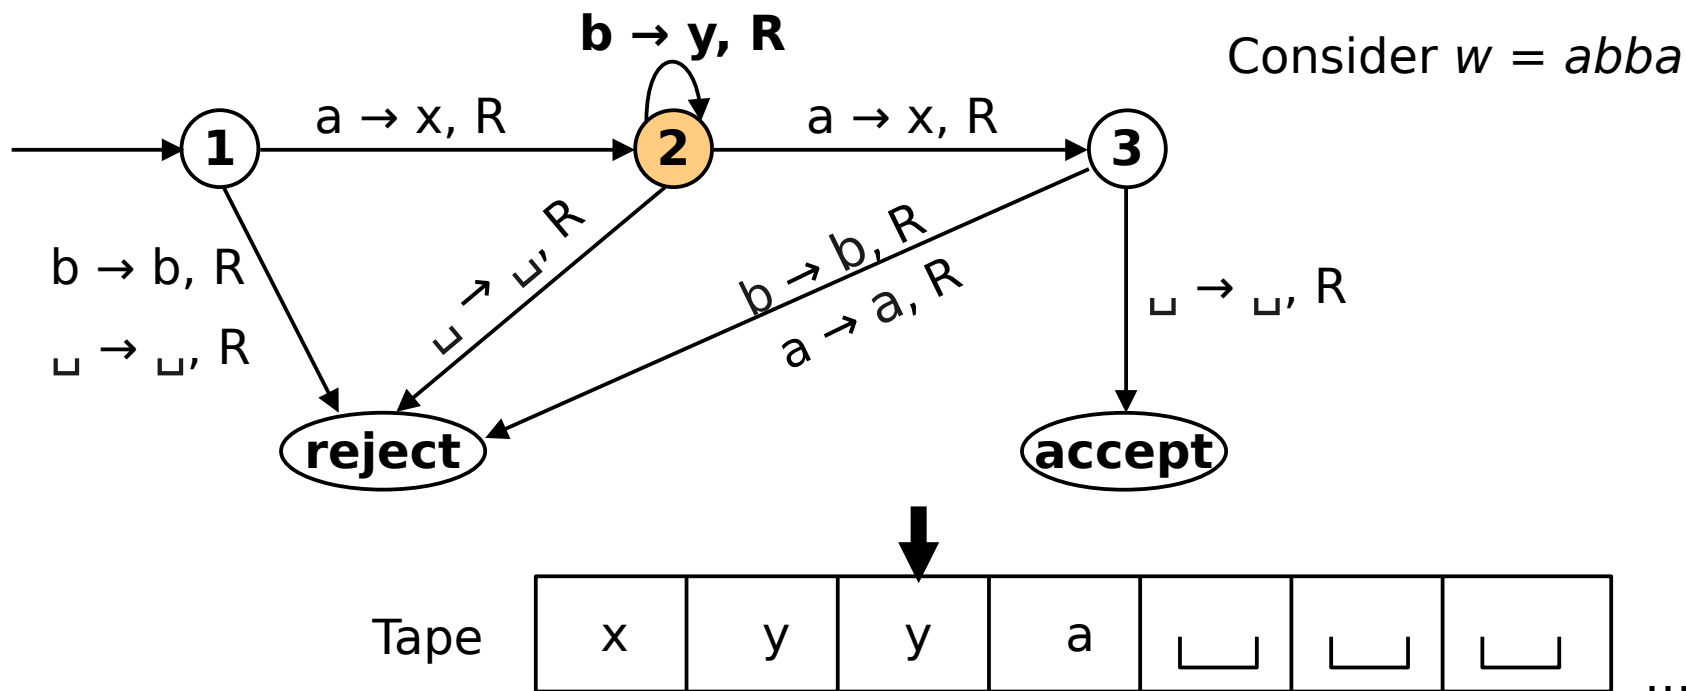 b → y, R
Consider w = abba
a → x, R
a → x, R
1
2
3
b → b, R
␣ → ␣, R
␣ → ␣, R
b → b, R
a → a, R
␣ → ␣, R
reject
accept
Tape x y y a ␣ ␣ ␣ ...